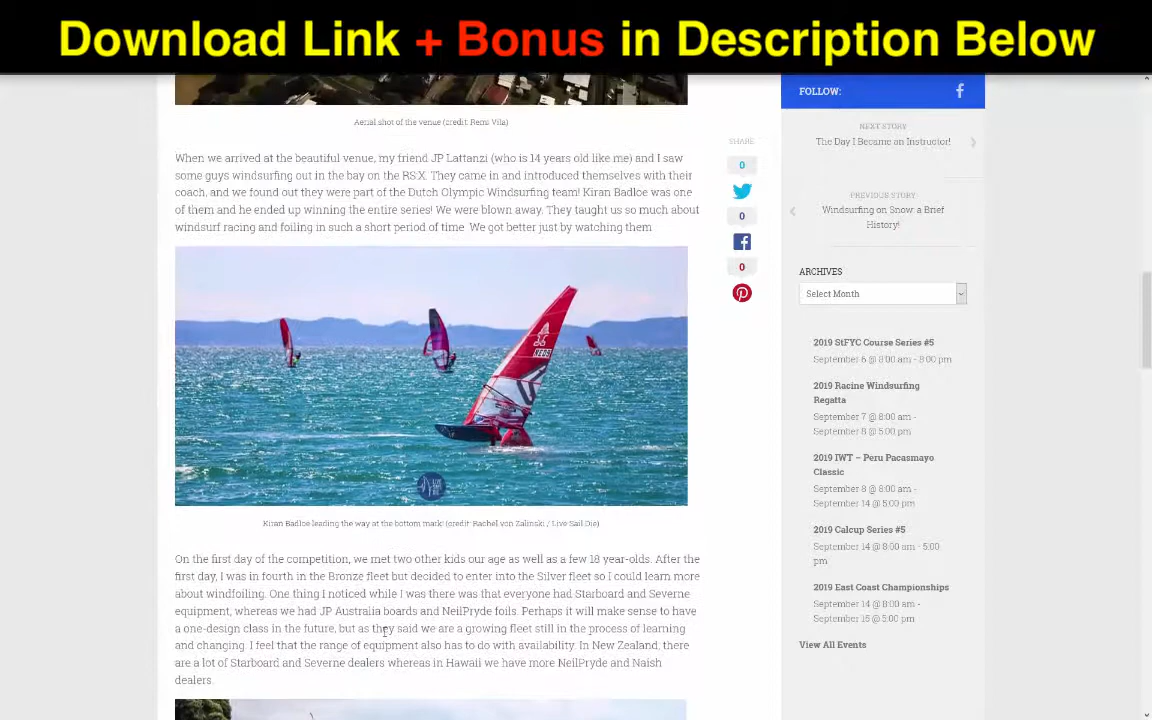 Download Link + Bonus in Description Below
Aerial shot of the venue (credit: Remi Vila)
When we arrived at the beautiful venue, my friend JP Lattanzi (who is 14 years old like me) and I saw
some guys windsurfing out in the bay on the RS:X. They came in and introduced themselves with their
coach, and we found out they were part of the Dutch Olympic Windsurfing team! Kiran Badloe was one
of them and he ended up winning the entire series! We were blown away. They taught us so much about
windsurf racing and foiling in such a short period of time. We got better just by watching them.
Kiran Badloe leading the way at the bottom mark! (credit: Rachel von Zalinski / Live Sail Die)
On the first day of the competition, we met two other kids our age as well as a few 18 year-olds. After the
first day, I was in fourth in the Bronze fleet but decided to enter into the Silver fleet so I could learn more
about windfoiling. One thing I noticed while I was there was that everyone had Starboard and Severne
equipment, whereas we had JP Australia boards and NeilPryde foils. Perhaps it will make sense to have
a one-design class in the future, but as they said we are a growing fleet still in the process of learning
and changing. I feel that the range of equipment also has to do with availability. In New Zealand, there
are a lot of Starboard and Severne dealers whereas in Hawaii we have more NeilPryde and Naish
dealers.
SHARE
0
0
0
FOLLOW:
NEXT STORY
The Day I Became an Instructor!
PREVIOUS STORY
Windsurfing on Snow: a Brief
History!
ARCHIVES
Select Month
2019 StFYC Course Series #5
September 6 @ 8:00 am - 8:00 pm
2019 Racine Windsurfing
Regatta
September 7 @ 8:00 am -
September 8 @ 5:00 pm
2019 IWT – Peru Pacasmayo
Classic
September 8 @ 8:00 am -
September 14 @ 5:00 pm
2019 Calcup Series #5
September 14 @ 8:00 am - 5:00
pm
2019 East Coast Championships
September 14 @ 8:00 am -
September 15 @ 5:00 pm
View All Events